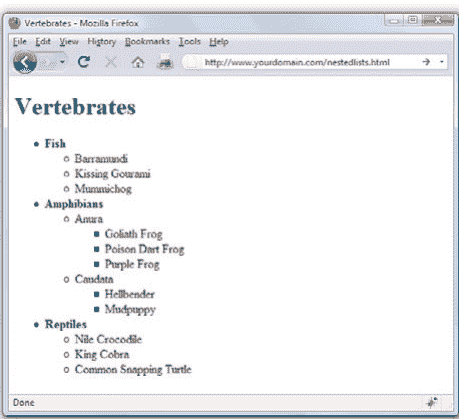 Vertebrates - Mozilla Firefox
File Edit View History Bookmarks Tools Help
http://www.yourdomain.com/nestedlists.html
Vertebrates
Fish
Barramundi
Kissing Gourami
Mummichog
Amphibians
Anura
Goliath Frog
Poison Dart Frog
Purple Frog
Caudata
Hellbender
Mudpuppy
Reptiles
Nile Crocodile
King Cobra
Common Snapping Turtle
Done